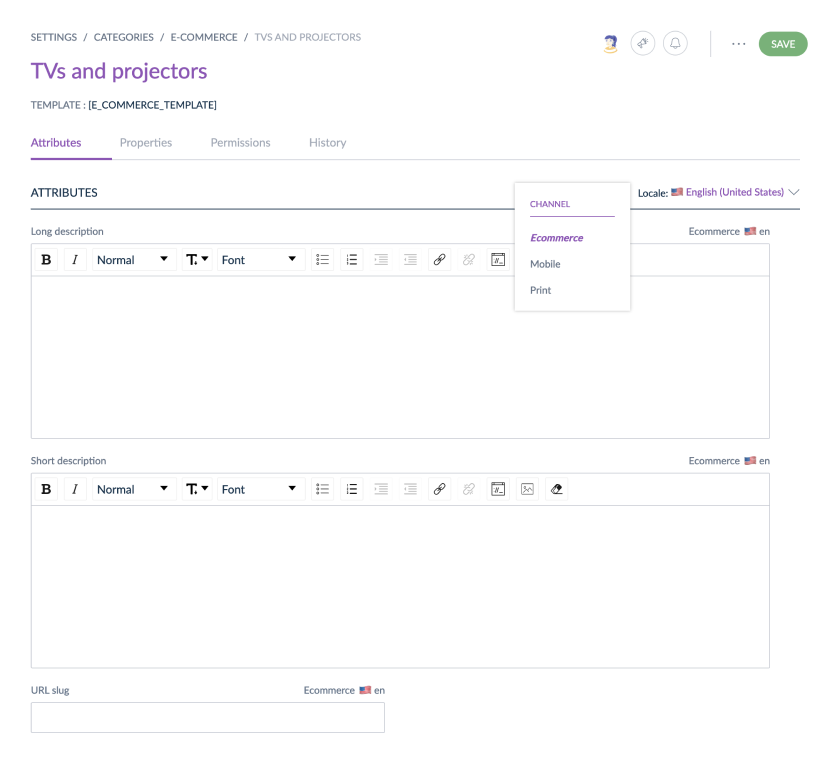 SETTINGS / CATEGORIES / E-COMMERCE / TVS AND PROJECTORS
SAVE
TVs and projectors
TEMPLATE : [E_COMMERCE_TEMPLATE]
Attributes Properties Permissions History
ATTRIBUTES
Locale: English (United States)
CHANNEL
Ecommerce
Mobile
Print
Long description
Ecommerce en
B I Normal T. Font
Short description
Ecommerce en
B I Normal T. Font
URL slug
Ecommerce en